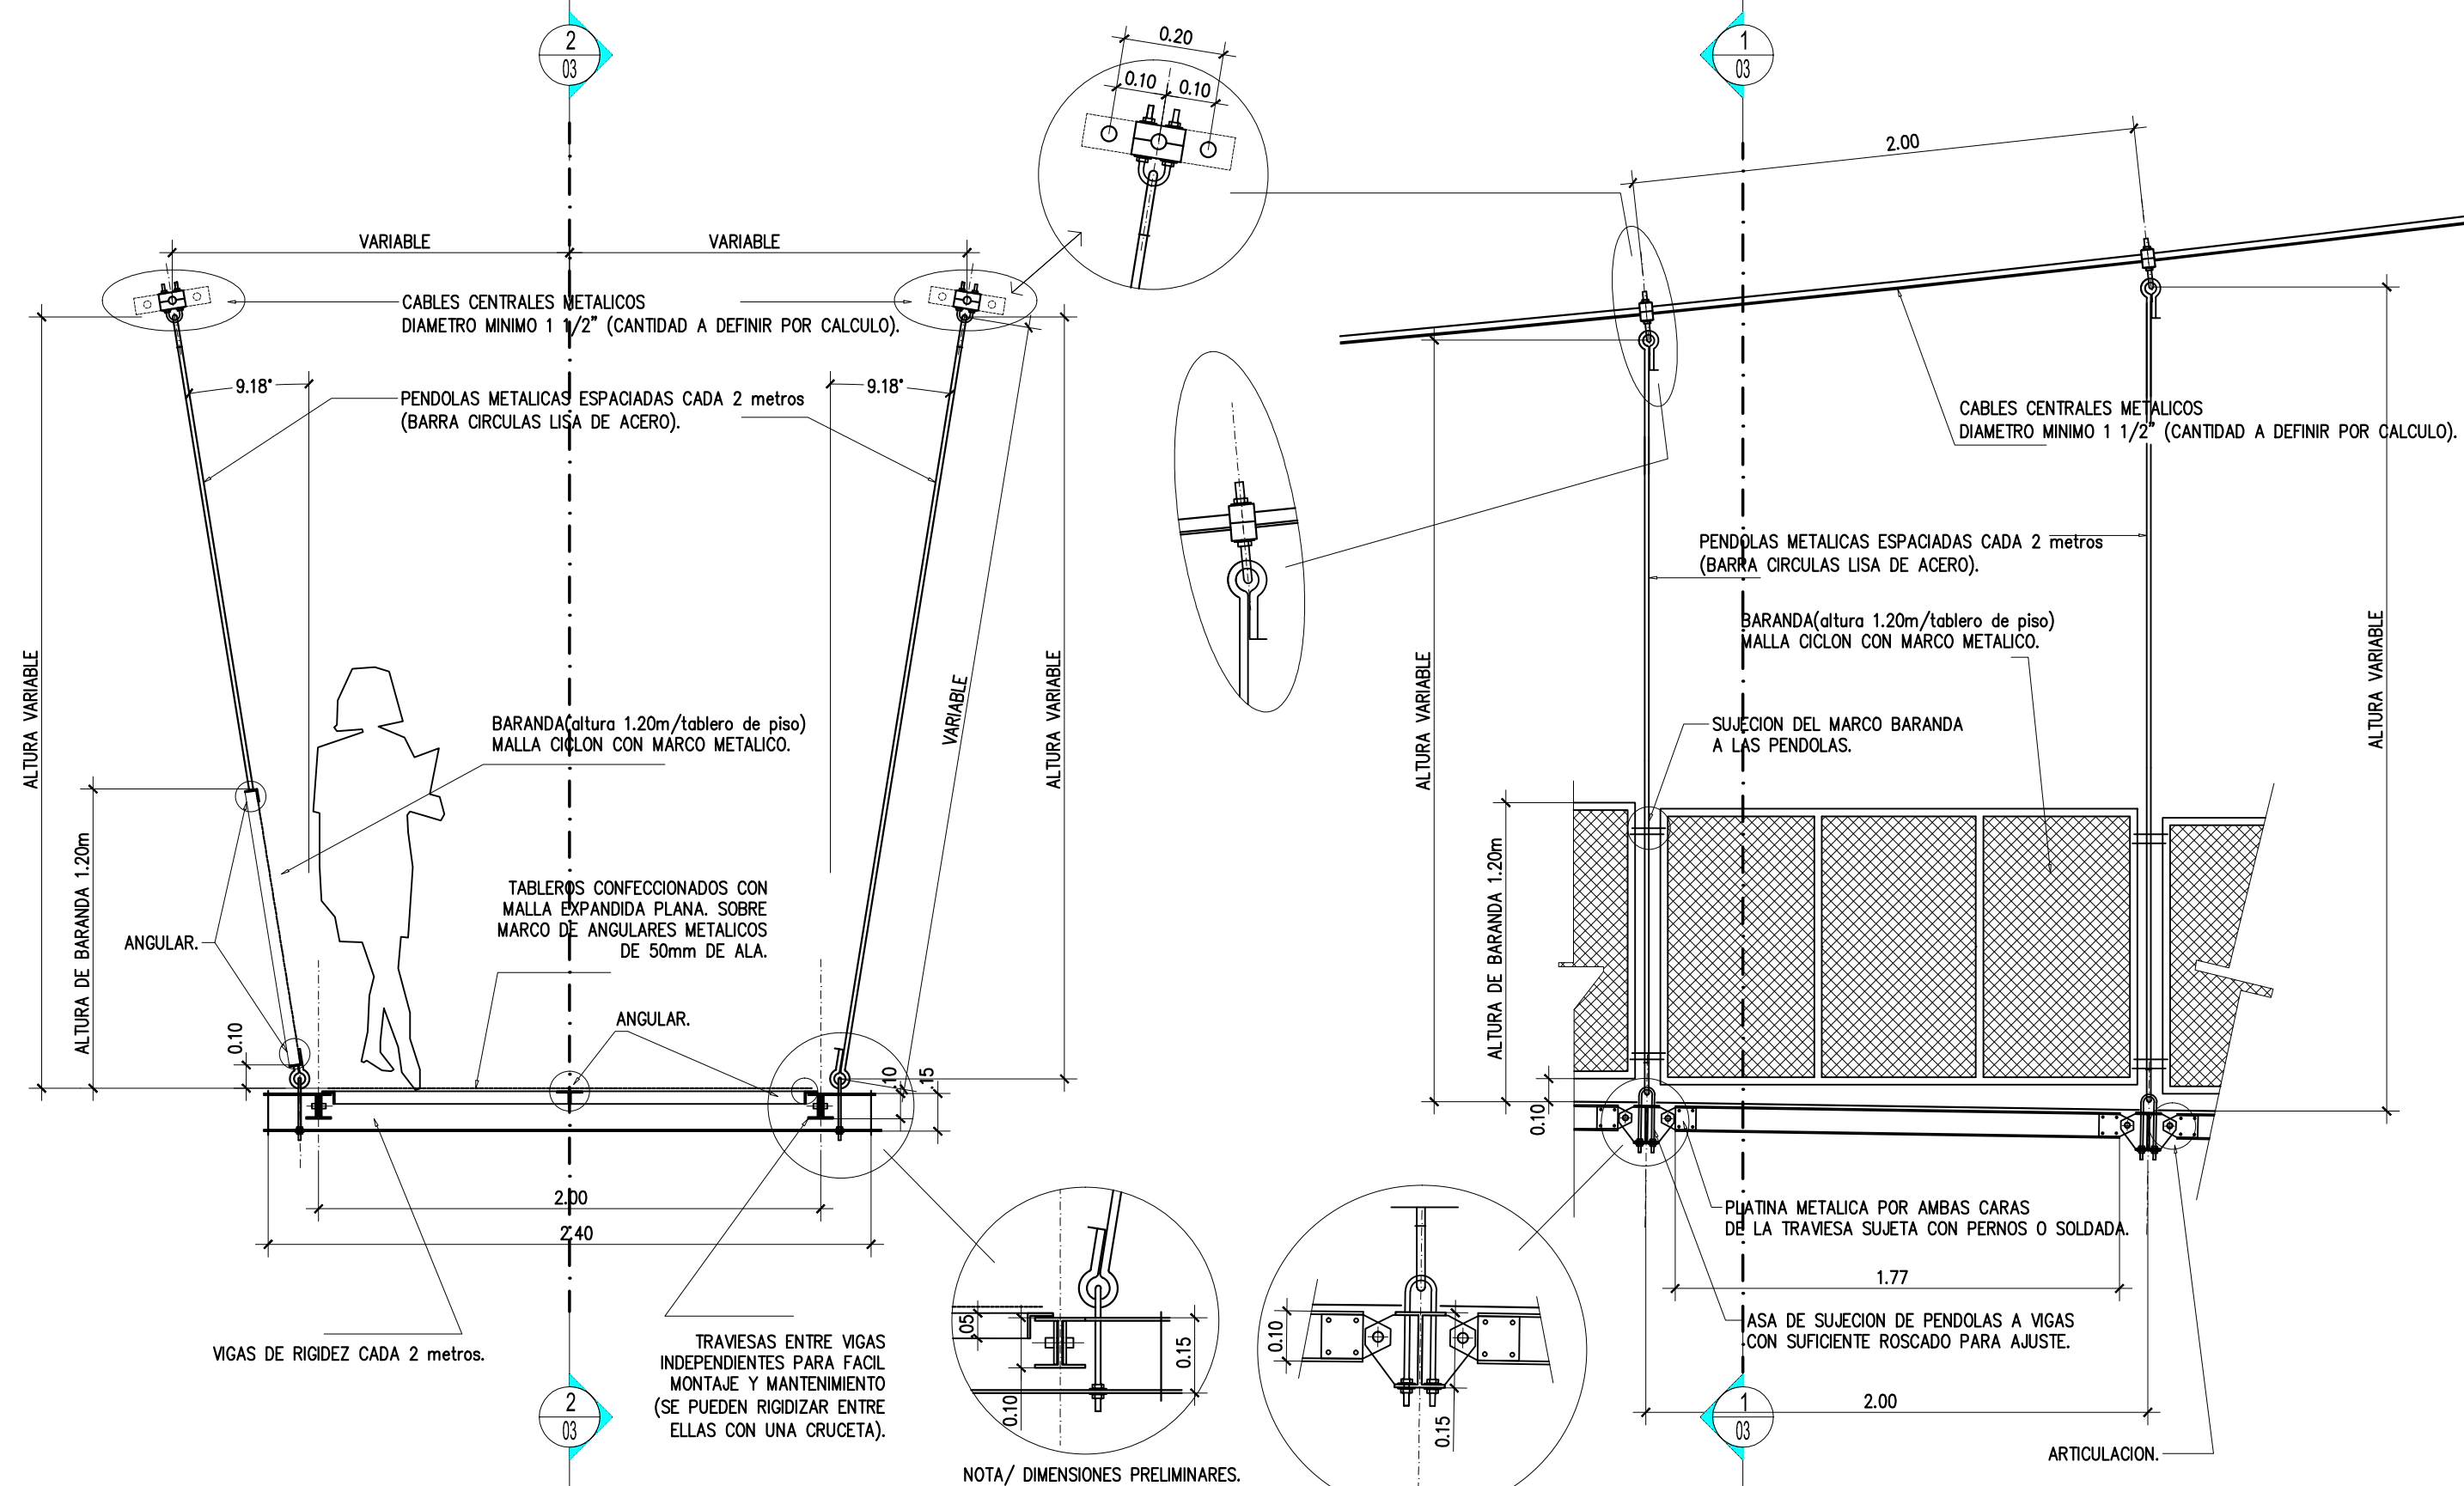 2
03
1
03
0.20
0.10
0.10
2.00
VARIABLE
VARIABLE
CABLES CENTRALES METALICOS
DIAMETRO MINIMO 1 1/2" (CANTIDAD A DEFINIR POR CALCULO).
9.18°
9.18°
PENDOLAS METALICAS ESPACIADAS CADA 2 metros
(BARRA CIRCULAS LISA DE ACERO).
ALTURA VARIABLE
BARANDA(altura 1.20m/tablero de piso)
MALLA CICLON CON MARCO METALICO.
VARIABLE
ALTURA VARIABLE
ALTURA DE BARANDA 1.20m
TABLEROS CONFECCIONADOS CON
MALLA EXPANDIDA PLANA. SOBRE
MARCO DE ANGULARES METALICOS
DE 50mm DE ALA.
ANGULAR.
ANGULAR.
0.10
.10
.15
2.00
2.40
VIGAS DE RIGIDEZ CADA 2 metros.
TRAVIESAS ENTRE VIGAS
INDEPENDIENTES PARA FACIL
MONTAJE Y MANTENIMIENTO
(SE PUEDEN RIGIDIZAR ENTRE
ELLAS CON UNA CRUCETA).
2
03
.05
0.10
0.15
NOTA/ DIMENSIONES PRELIMINARES.
CABLES CENTRALES METALICOS
DIAMETRO MINIMO 1 1/2" (CANTIDAD A DEFINIR POR CALCULO).
PENDOLAS METALICAS ESPACIADAS CADA 2 metros
(BARRA CIRCULAS LISA DE ACERO).
BARANDA(altura 1.20m/tablero de piso)
MALLA CICLON CON MARCO METALICO.
ALTURA VARIABLE
ALTURA VARIABLE
SUJECION DEL MARCO BARANDA
A LAS PENDOLAS.
ALTURA DE BARANDA 1.20m
0.10
PLATINA METALICA POR AMBAS CARAS
DE LA TRAVIESA SUJETA CON PERNOS O SOLDADA.
1.77
ASA DE SUJECION DE PENDOLAS A VIGAS
CON SUFICIENTE ROSCADO PARA AJUSTE.
0.10
0.15
2.00
1
03
ARTICULACION.